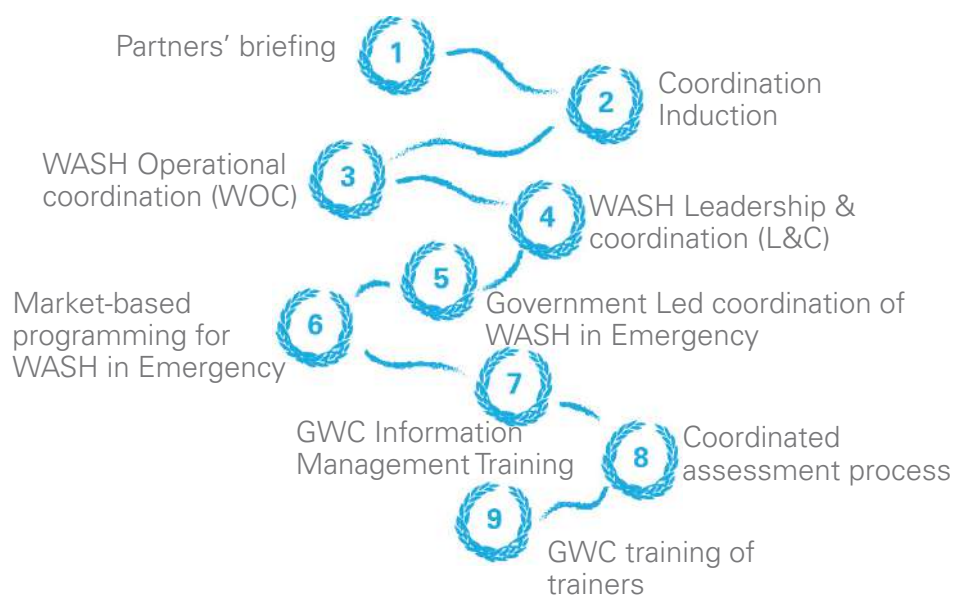 Partners' briefing
1
2
Coordination
Induction
WASH Operational
coordination (WOC)
3
4
WASH Leadership &
coordination (L&C)
5
Government Led coordination of
WASH in Emergency
Market-based
programming for
WASH in Emergency
6
7
GWC Information
Management Training
8
Coordinated
assessment process
9
GWC training of
trainers